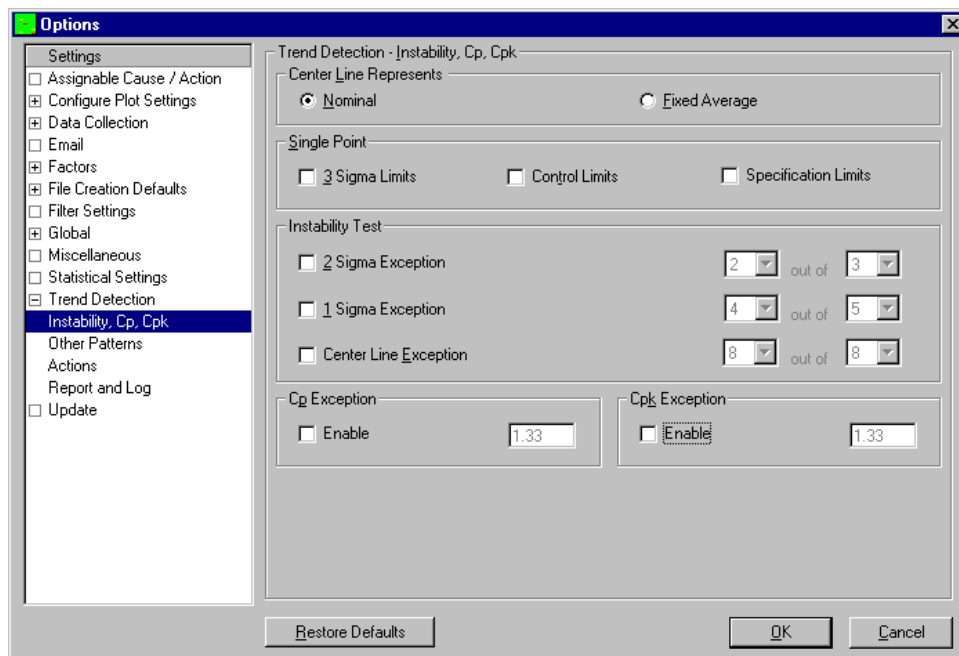 Options
Settings
Assignable Cause / Action
Configure Plot Settings
Data Collection
Email
Factors
File Creation Defaults
Filter Settings
Global
Miscellaneous
Statistical Settings
Trend Detection
Instability, Cp, Cpk
Other Patterns
Actions
Report and Log
Update
Trend Detection - Instability, Cp, Cpk
Center Line Represents
Nominal
Fixed Average
Single Point
3 Sigma Limits
Control Limits
Specification Limits
Instability Test
2 Sigma Exception 2 out of 3
1 Sigma Exception 4 out of 5
Center Line Exception 8 out of 8
Cp Exception
Enable 1.33
Cpk Exception
Enable 1.33
Restore Defaults
OK
Cancel